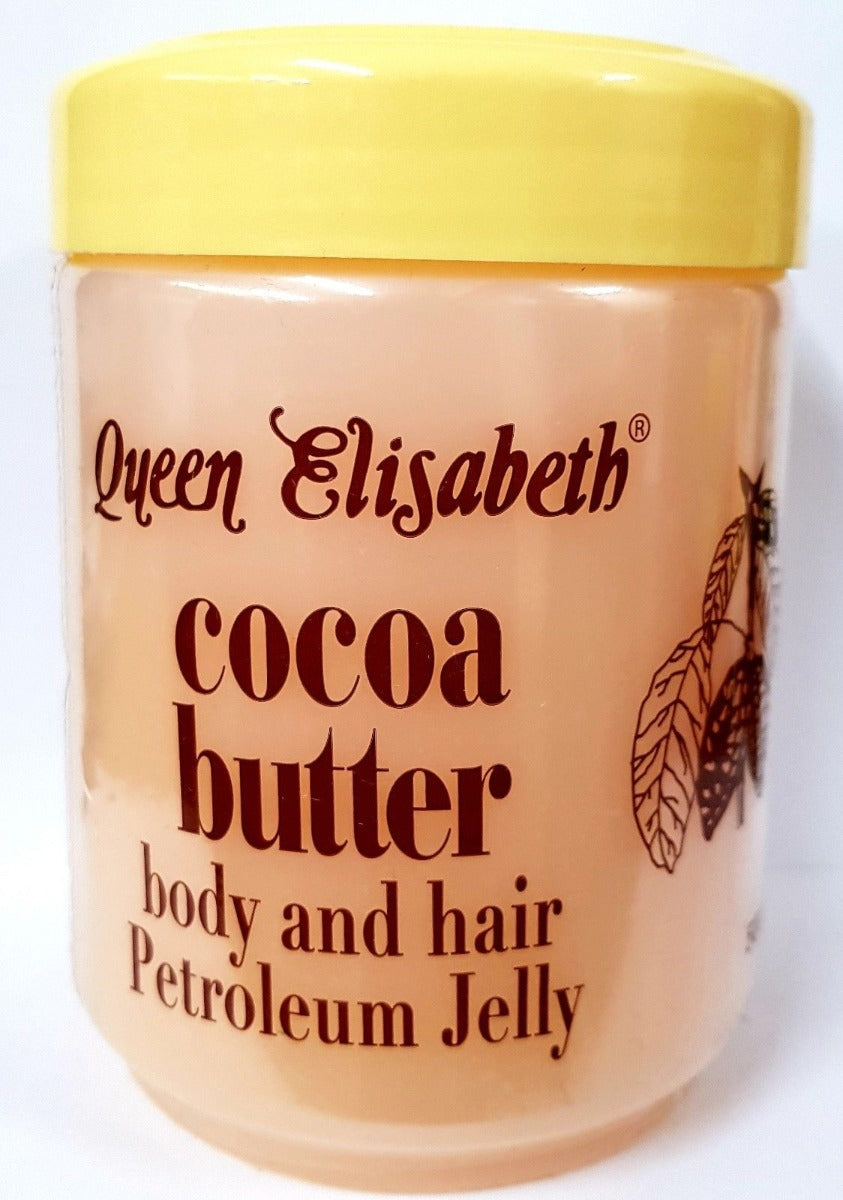 Queen Elisabeth®
cocoa
butter
body and hair
Petroleum Jelly